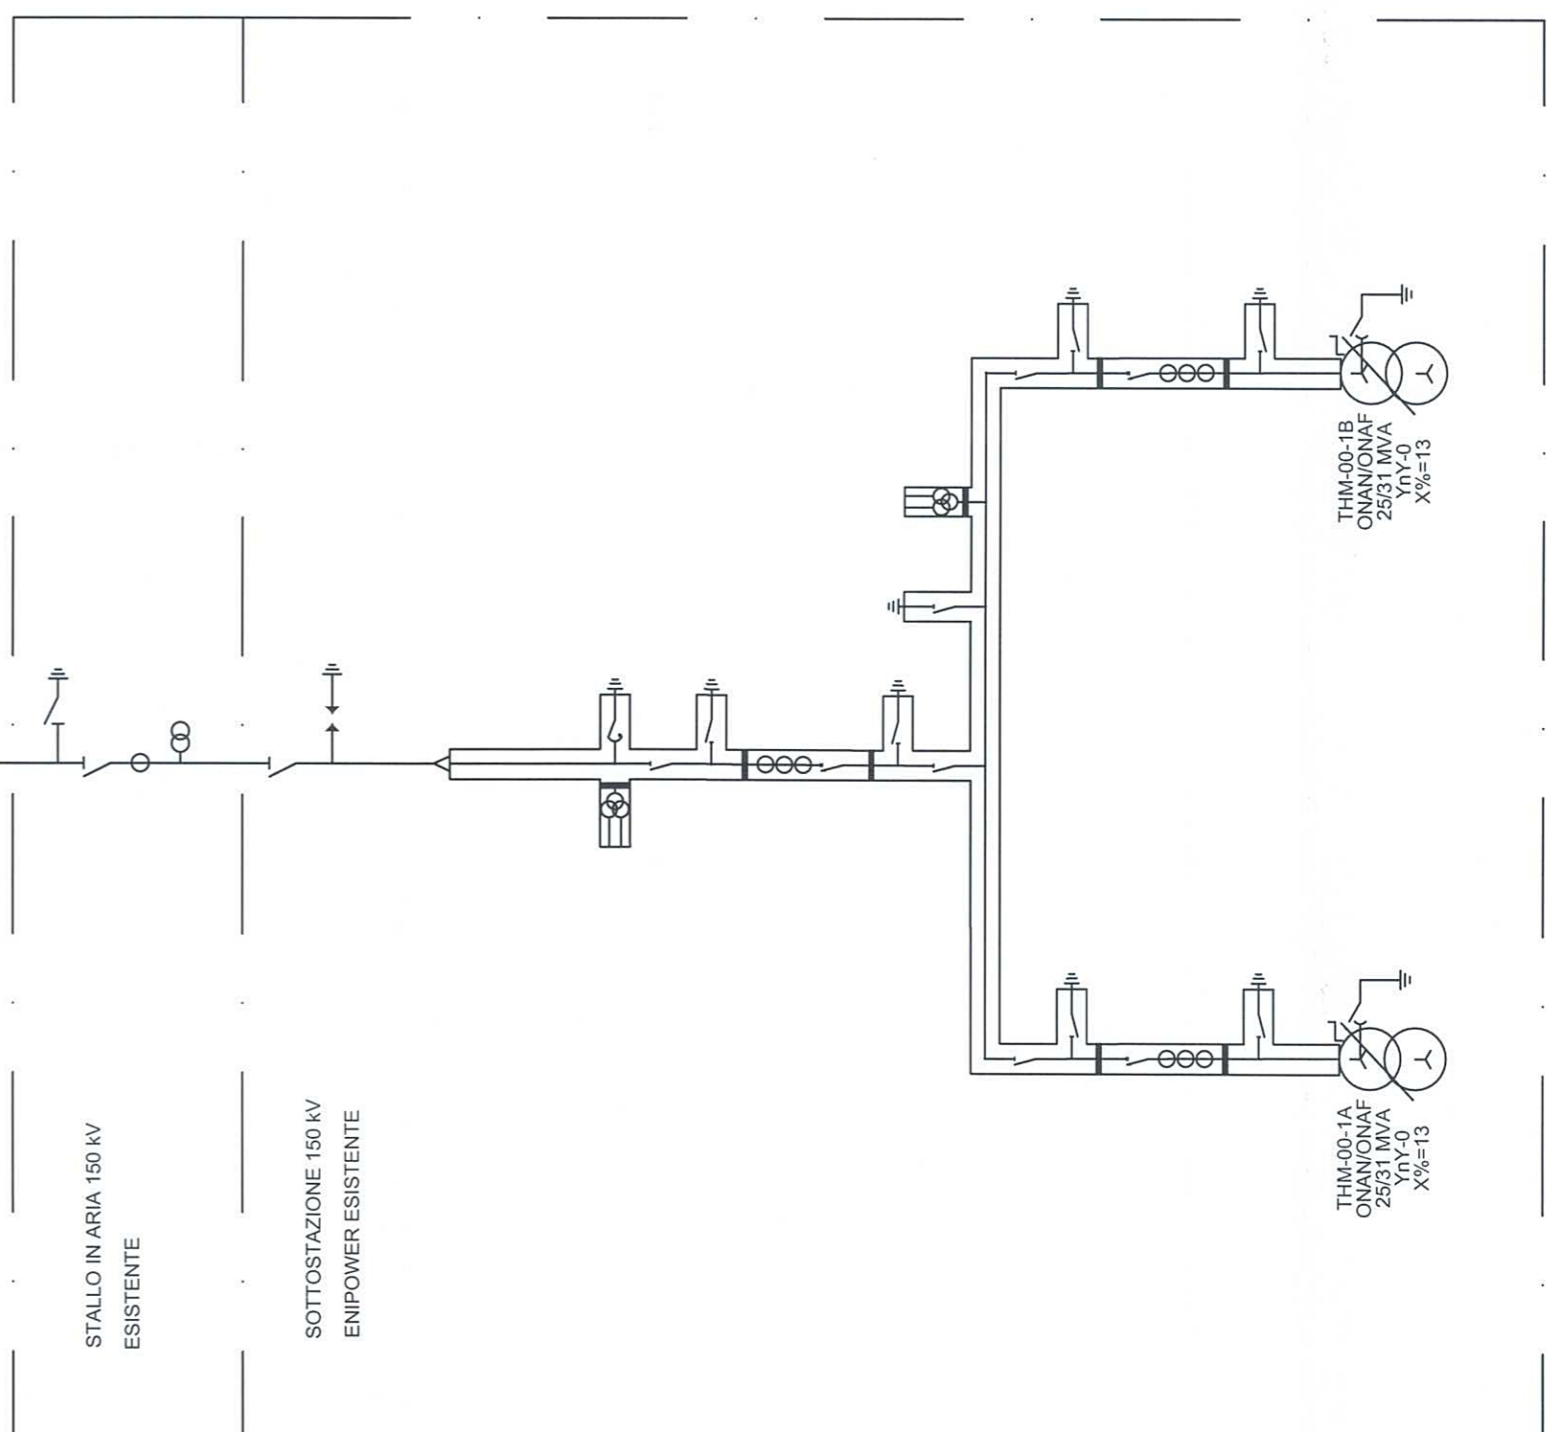 STALLO IN ARIA 150 kV
ESISTENTE
SOTTOSTAZIONE 150 kV
ENIPOWER ESISTENTE
THM-00-1B
ONAN/ONAF
25/31 MVA
YnY-0
X%=13
THM-00-1A
ONAN/ONAF
25/31 MVA
YnY-0
X%=13